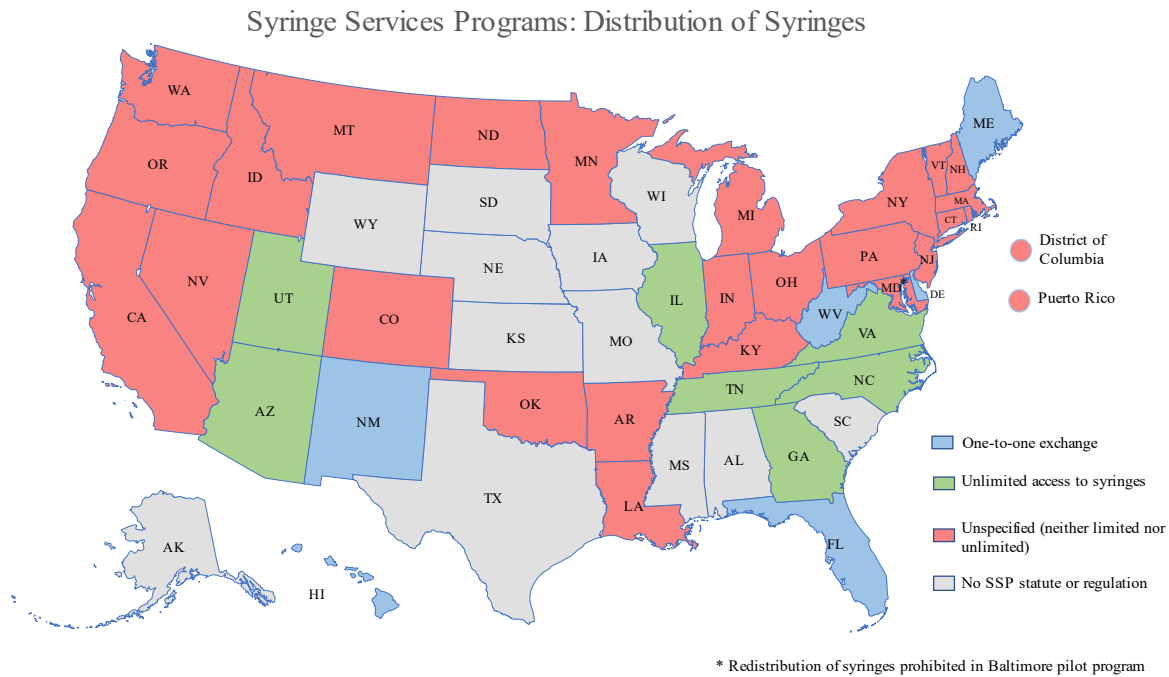 Syringe Services Programs: Distribution of Syringes
WA
MT
ND
MN
ME
OR
ID
SD
WI
VT
NH
WY
MI
NY
MA
CT
RI
NE
IA
PA
NJ
NV
UT
IL
IN
OH
MD
*
DE
CA
CO
KS
MO
WV
VA
KY
AZ
NM
OK
AR
TN
NC
SC
TX
MS
AL
GA
LA
FL
AK
HI
District of
Columbia
Puerto Rico
One-to-one exchange
Unlimited access to syringes
Unspecified (neither limited nor
unlimited)
No SSP statute or regulation
* Redistribution of syringes prohibited in Baltimore pilot program